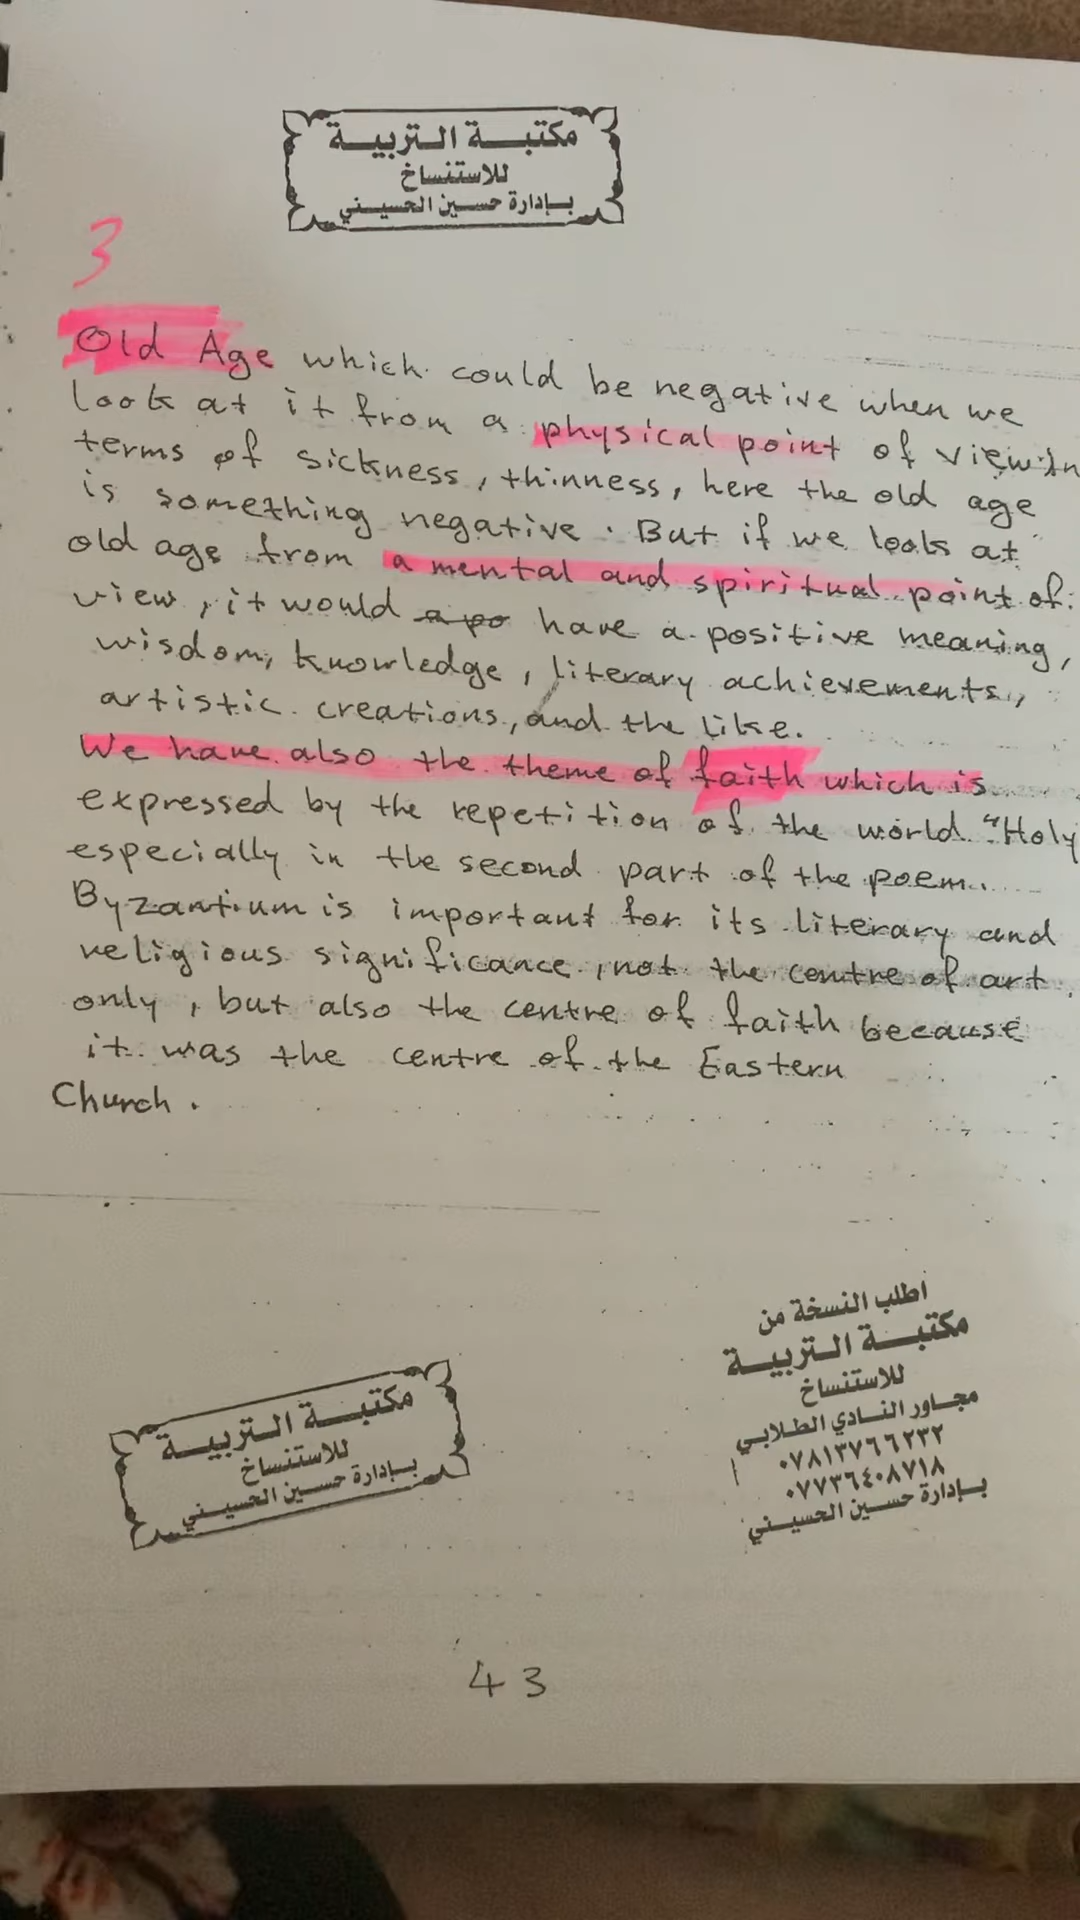 مكتبة التربية
للاستنساخ
بإدارة حسين الحسيني
3
Old Age which could be negative when we
look at it from a physical point of view in
terms of sickness, thinness, here the old age
is something negative. But if we looks at
old age from a mental and spiritual point of
view, it would a po have a positive meaning,
wisdom, knowledge, literary achievements,
artistic creations, and the like.
We have also the theme of faith which is
expressed by the repetition of the world "Holy
especially in the second part of the poem.
Byzantium is important for its literary and
religious significance, not the centre of art
only, but also the centre of faith because
it was the centre of the Eastern
Church.
اطلب النسخة من
مكتبة التربية
للاستنساخ
مجاور النادي الطلابي
٠٧٨١٣٧٦٦٢٣٢
٠٧٧٣٦٤٠٨٧١٨
بإدارة حسين الحسيني
مكتبة التربية
للاستنساخ
بإدارة حسين الحسيني
43